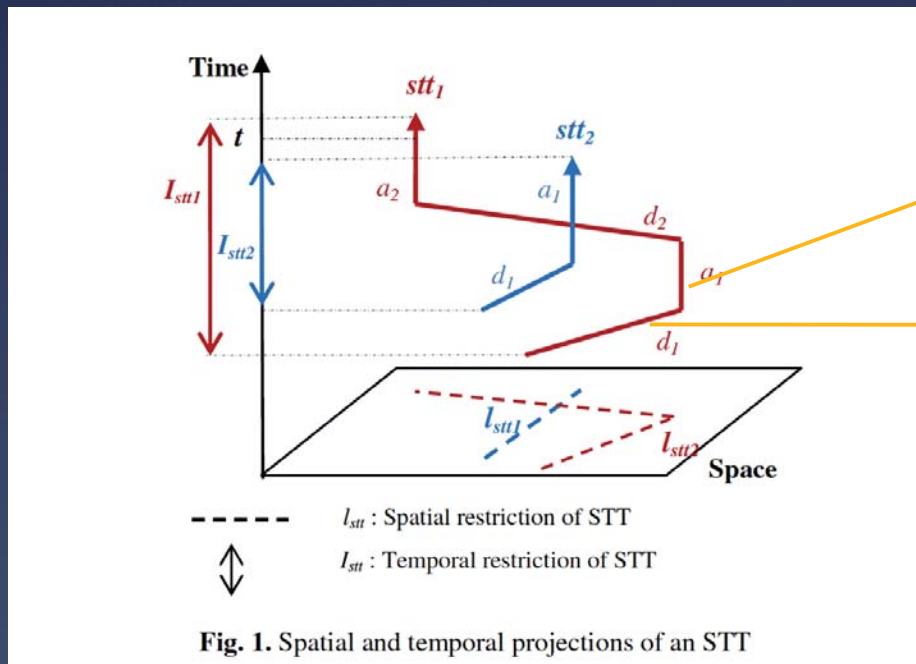 Time
stt1
t
stt2
Istt1
a2
a1
d2
Istt2
d1
a1
d1
lstt1
lstt2
Space
lstt : Spatial restriction of STT
Istt : Temporal restriction of STT
Fig. 1. Spatial and temporal projections of an STT